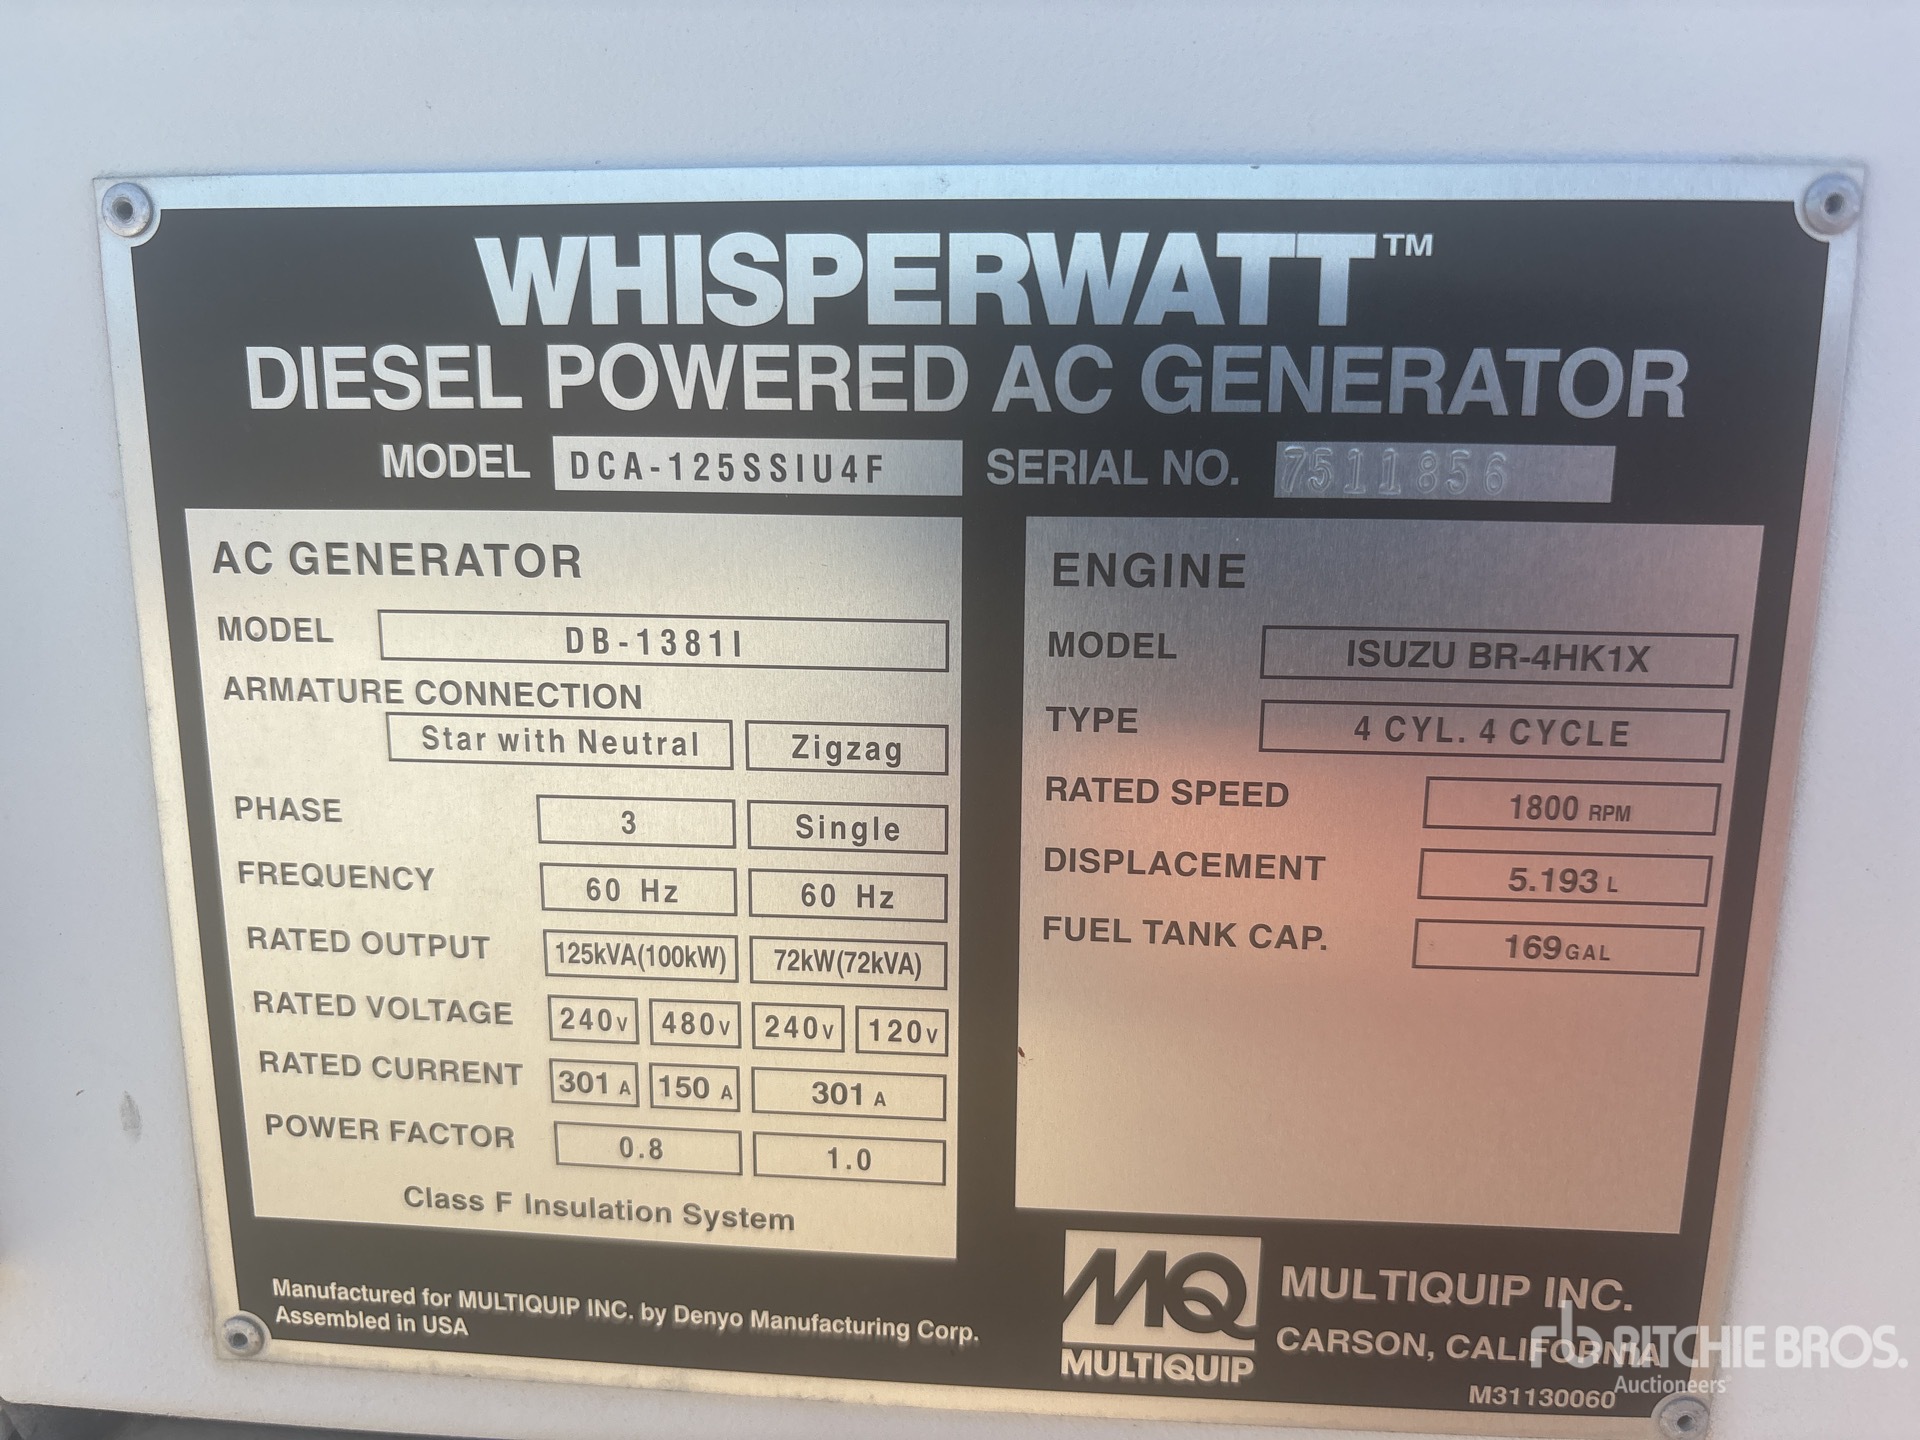 WHISPERWATT™
DIESEL POWERED AC GENERATOR
MODEL DCA-125SSIU4F SERIAL NO. 7511856
AC GENERATOR
MODEL DB-1381I
ARMATURE CONNECTION
Star with Neutral Zigzag
PHASE 3 Single
FREQUENCY 60 Hz 60 Hz
RATED OUTPUT 125kVA(100kW) 72kW(72kVA)
RATED VOLTAGE 240V 480V 240V 120V
RATED CURRENT 301 A 150 A 301 A
POWER FACTOR 0.8 1.0
Class F Insulation System
ENGINE
MODEL ISUZU BR-4HK1X
TYPE 4 CYL. 4 CYCLE
RATED SPEED 1800 RPM
DISPLACEMENT 5.193 L
FUEL TANK CAP. 169 GAL
Manufactured for MULTIQUIP INC. by Denyo Manufacturing Corp.
Assembled in USA
MQ
MULTIQUIP
MULTIQUIP INC.
CARSON, CALIFORNIA
M31130060
rb RITCHIE BROS.
Auctioneers